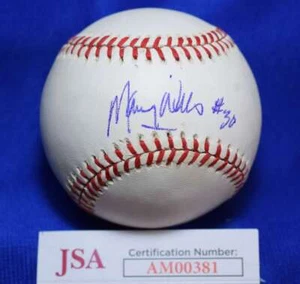 Maury Wills #30
JSA
Certification Number:
AM00381